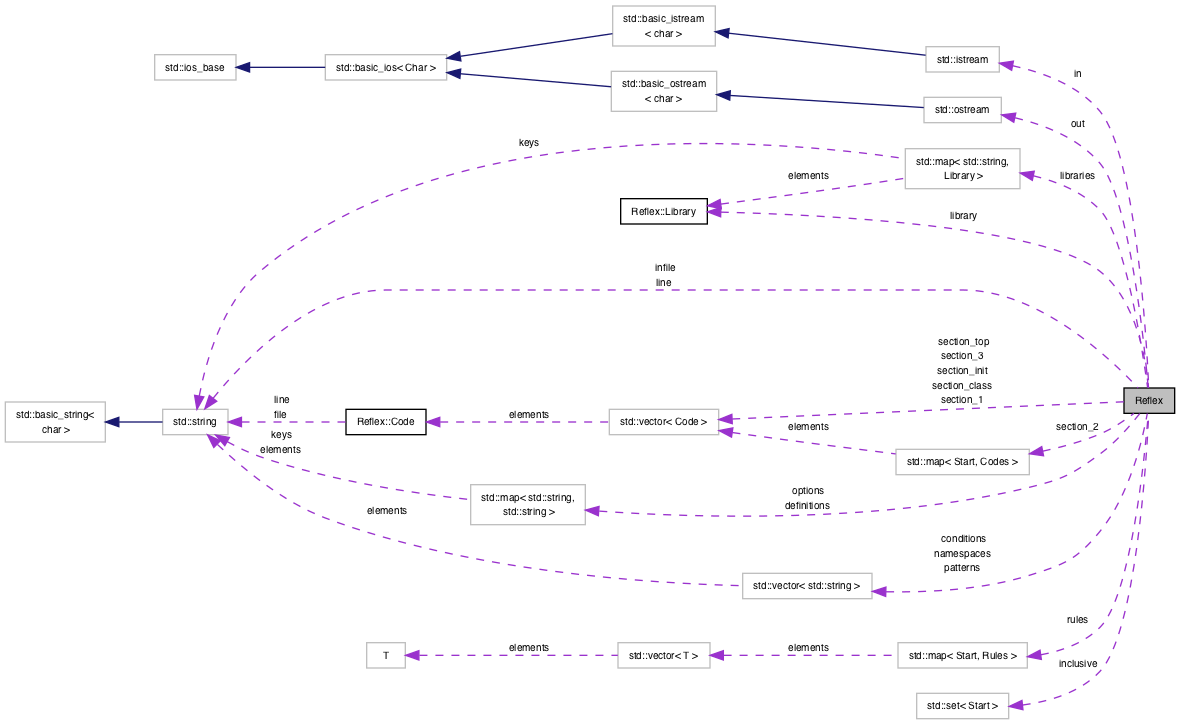 std::basic_istream
< char >
std::ios_base
std::basic_ios< Char >
std::istream
in
std::basic_ostream
< char >
std::ostream
out
keys
std::map< std::string,
Library >
elements
libraries
Reflex::Library
library
infile
line
section_top
section_3
section_init
section_class
section_1
Reflex
std::basic_string<
char >
std::string
line
file
Reflex::Code
elements
std::vector< Code >
elements
section_2
keys
elements
std::map< Start, Codes >
std::map< std::string,
std::string >
options
definitions
elements
conditions
namespaces
patterns
std::vector< std::string >
rules
T
elements
std::vector< T >
elements
std::map< Start, Rules >
inclusive
std::set< Start >